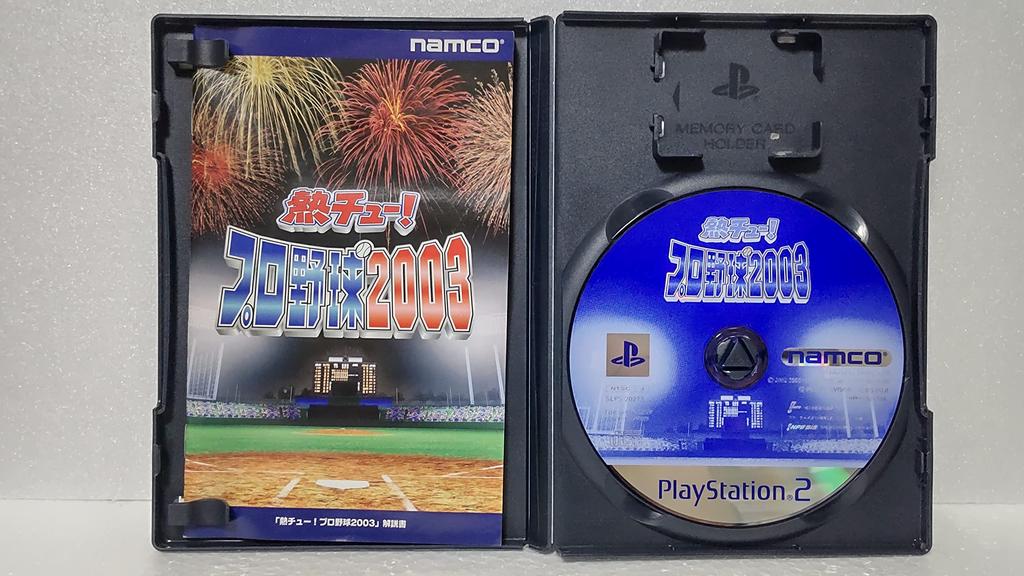 namco®
熱チュー!
プロ野球2003
「熱チュー！プロ野球2003」解説書
MEMORY CARD
HOLDER
熱チュー!
プロ野球2003
namco®
NTSC J
PlayStation®2